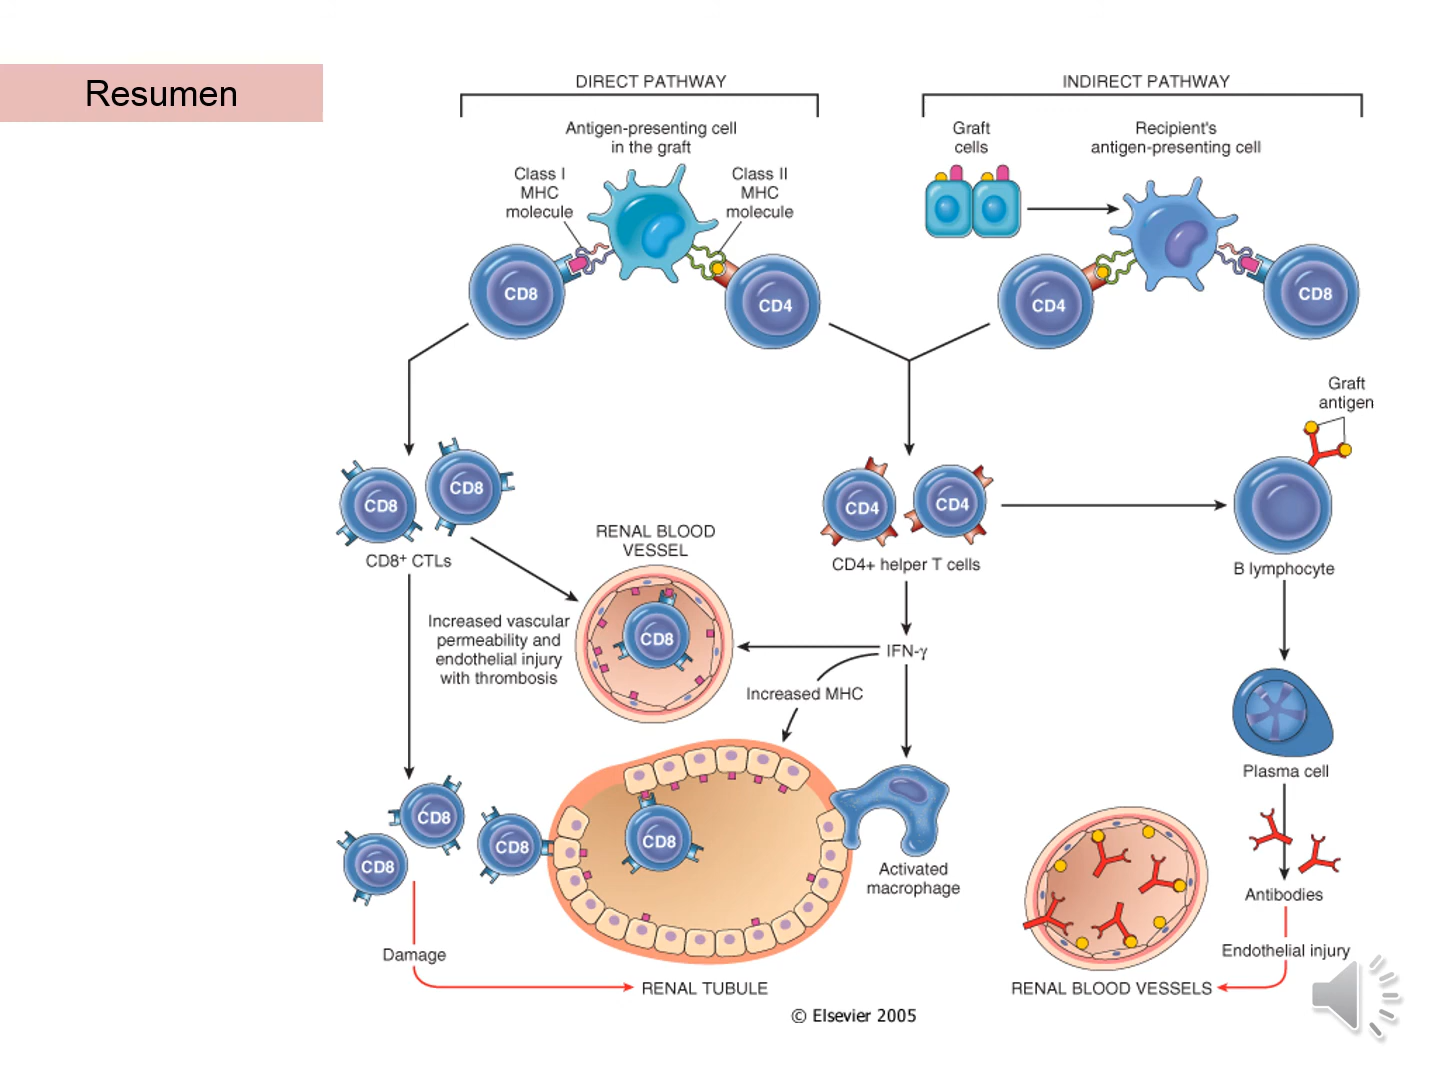 Resumen
DIRECT PATHWAY
INDIRECT PATHWAY
Antigen-presenting cell
in the graft
Class I
MHC
molecule
Class II
MHC
molecule
Graft
cells
Recipient's
antigen-presenting cell
CD8
CD4
CD4
CD8
Graft
antigen
CD8
CD8
CD8+ CTLs
CD4
CD4
CD4+ helper T cells
B lymphocyte
RENAL BLOOD
VESSEL
CD8
Increased vascular
permeability and
endothelial injury
with thrombosis
IFN-γ
Increased MHC
Plasma cell
CD8
CD8
CD8
CD8
Activated
macrophage
Antibodies
Damage
Endothelial injury
RENAL TUBULE
RENAL BLOOD VESSELS
© Elsevier 2005